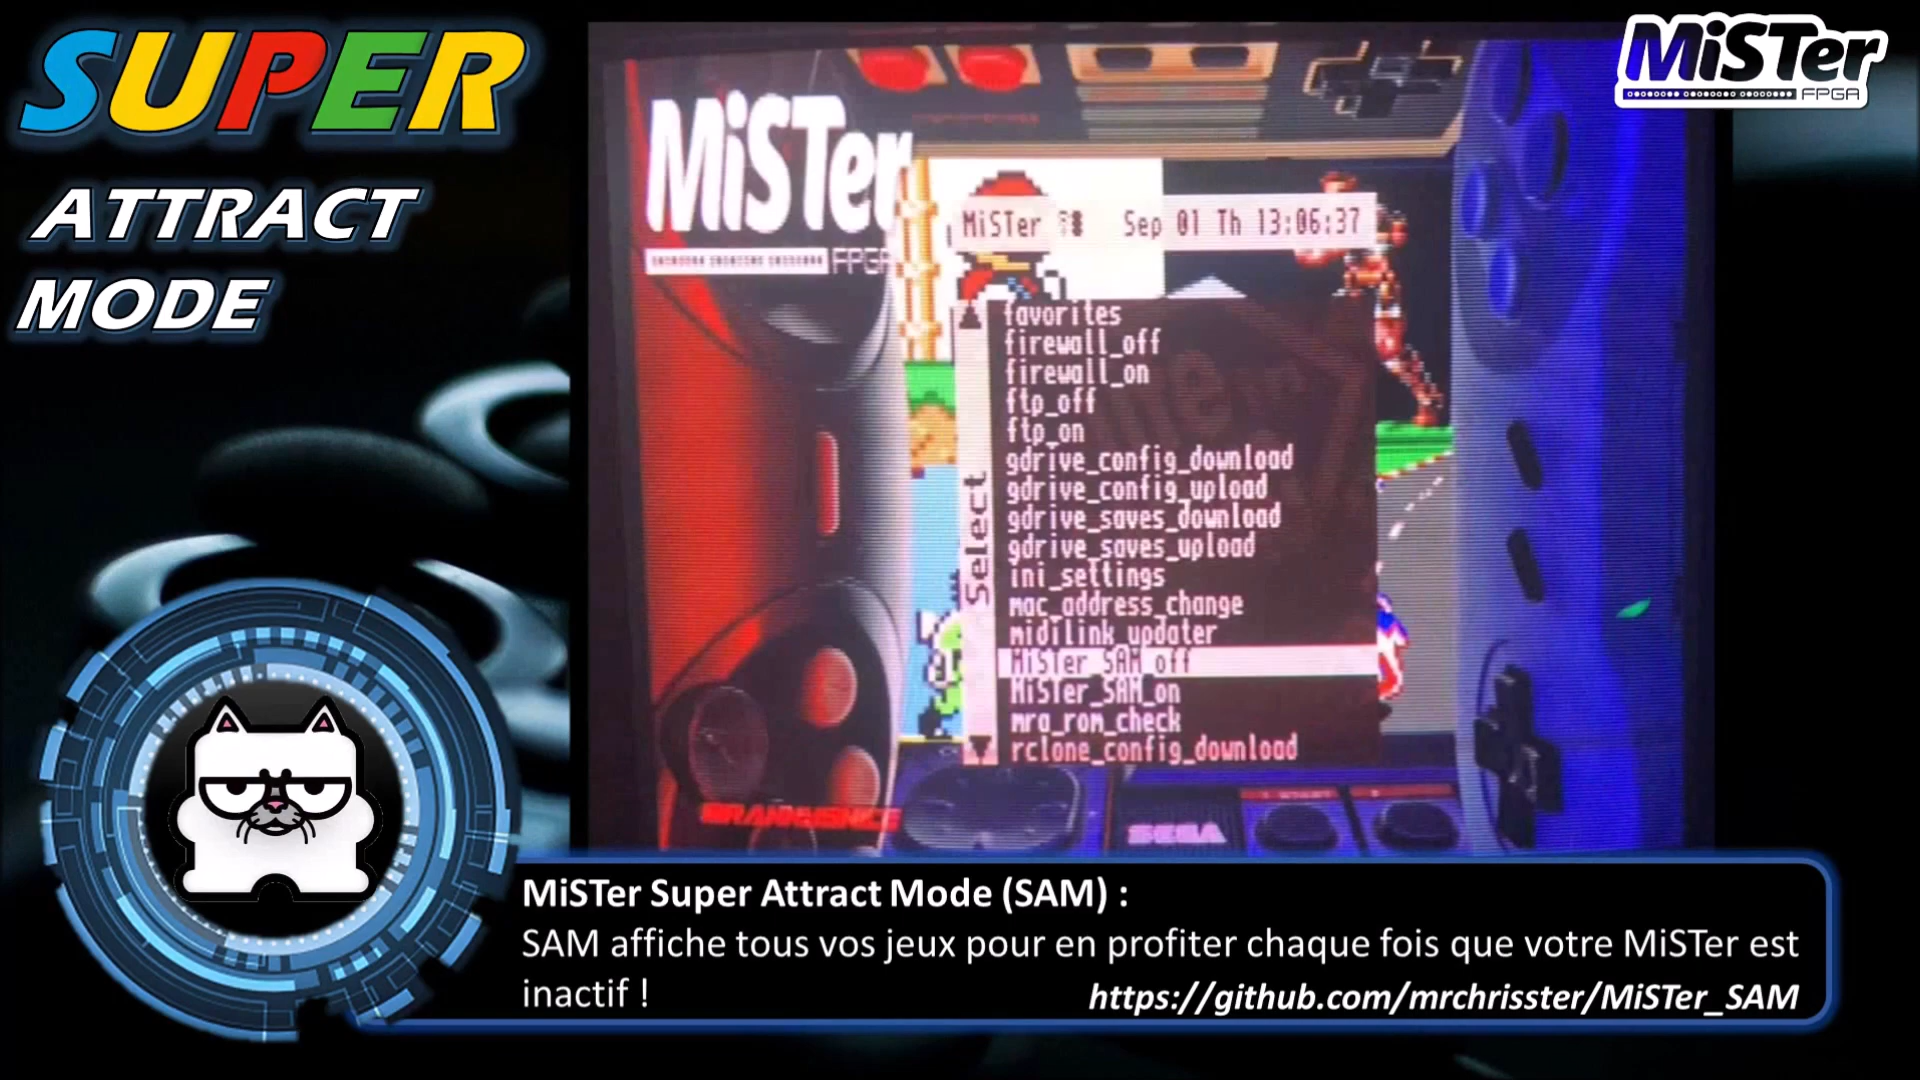 SUPER
ATTRACT
MODE
MiSTer
FPGA
MiSTer
FPGA
MiSTer
Sep 01 Th 13:06:37
favorites
firewall_off
firewall_on
ftp_off
ftp_on
gdrive_config_download
gdrive_config_upload
gdrive_saves_download
gdrive_saves_upload
ini_settings
mac_address_change
midilink_updater
MiSTer_SAM_off
MiSTer_SAM_on
mra_rom_check
rclone_config_download
Select
SEGA
MiSTer Super Attract Mode (SAM) :
SAM affiche tous vos jeux pour en profiter chaque fois que votre MiSTer est
inactif !
https://github.com/mrchrisster/MiSTer_SAM